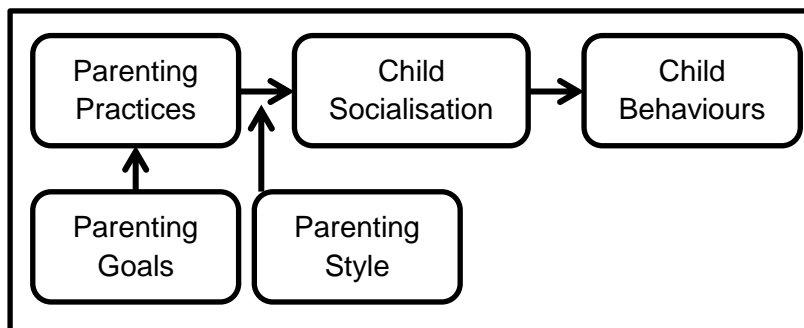 Parenting
Practices
Child
Socialisation
Child
Behaviours
Parenting
Goals
Parenting
Style